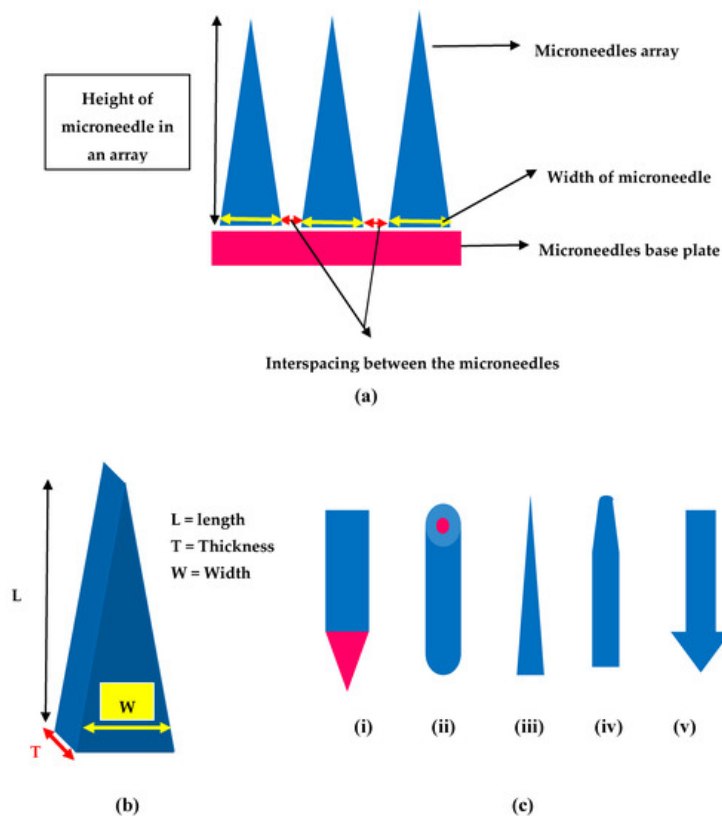 Microneedles array
Height of
microneedle in
an array
Width of microneedle
Microneedles base plate
Interspacing between the microneedles
(a)
L = length
T = Thickness
W = Width
L
W
T
(i)
(ii)
(iii)
(iv)
(v)
(b)
(c)